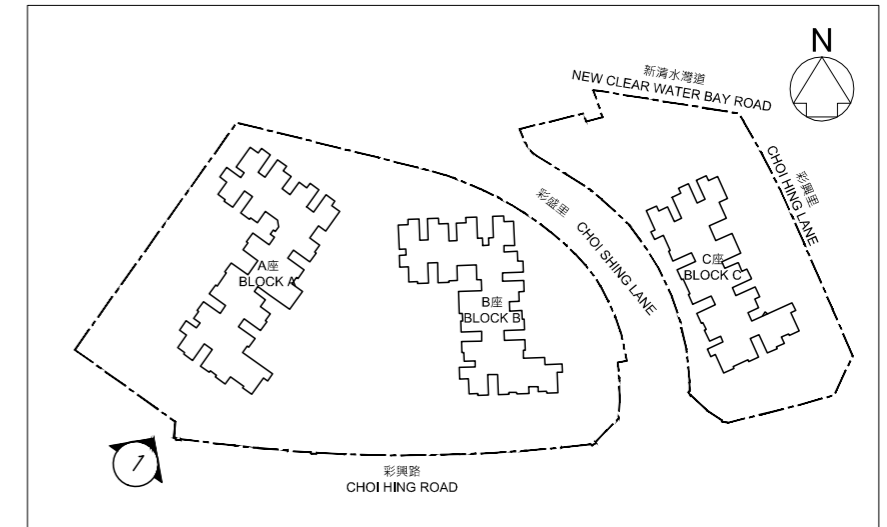 N
新清水灣道
NEW CLEAR WATER BAY ROAD
彩興里
CHOI HING LANE
彩盛里
CHOI SHING LANE
A座
BLOCK A
B座
BLOCK B
C座
BLOCK C
1
彩興路
CHOI HING ROAD